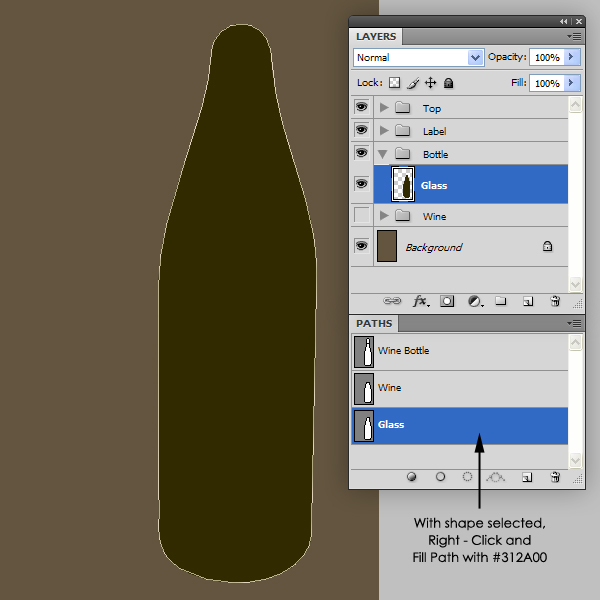 LAYERS
Normal Opacity: 100%
Lock: Fill: 100%
Top
Label
Bottle
Glass
Wine
Background
fx
PATHS
Wine Bottle
Wine
Glass
With shape selected,
Right - Click and
Fill Path with #312A00